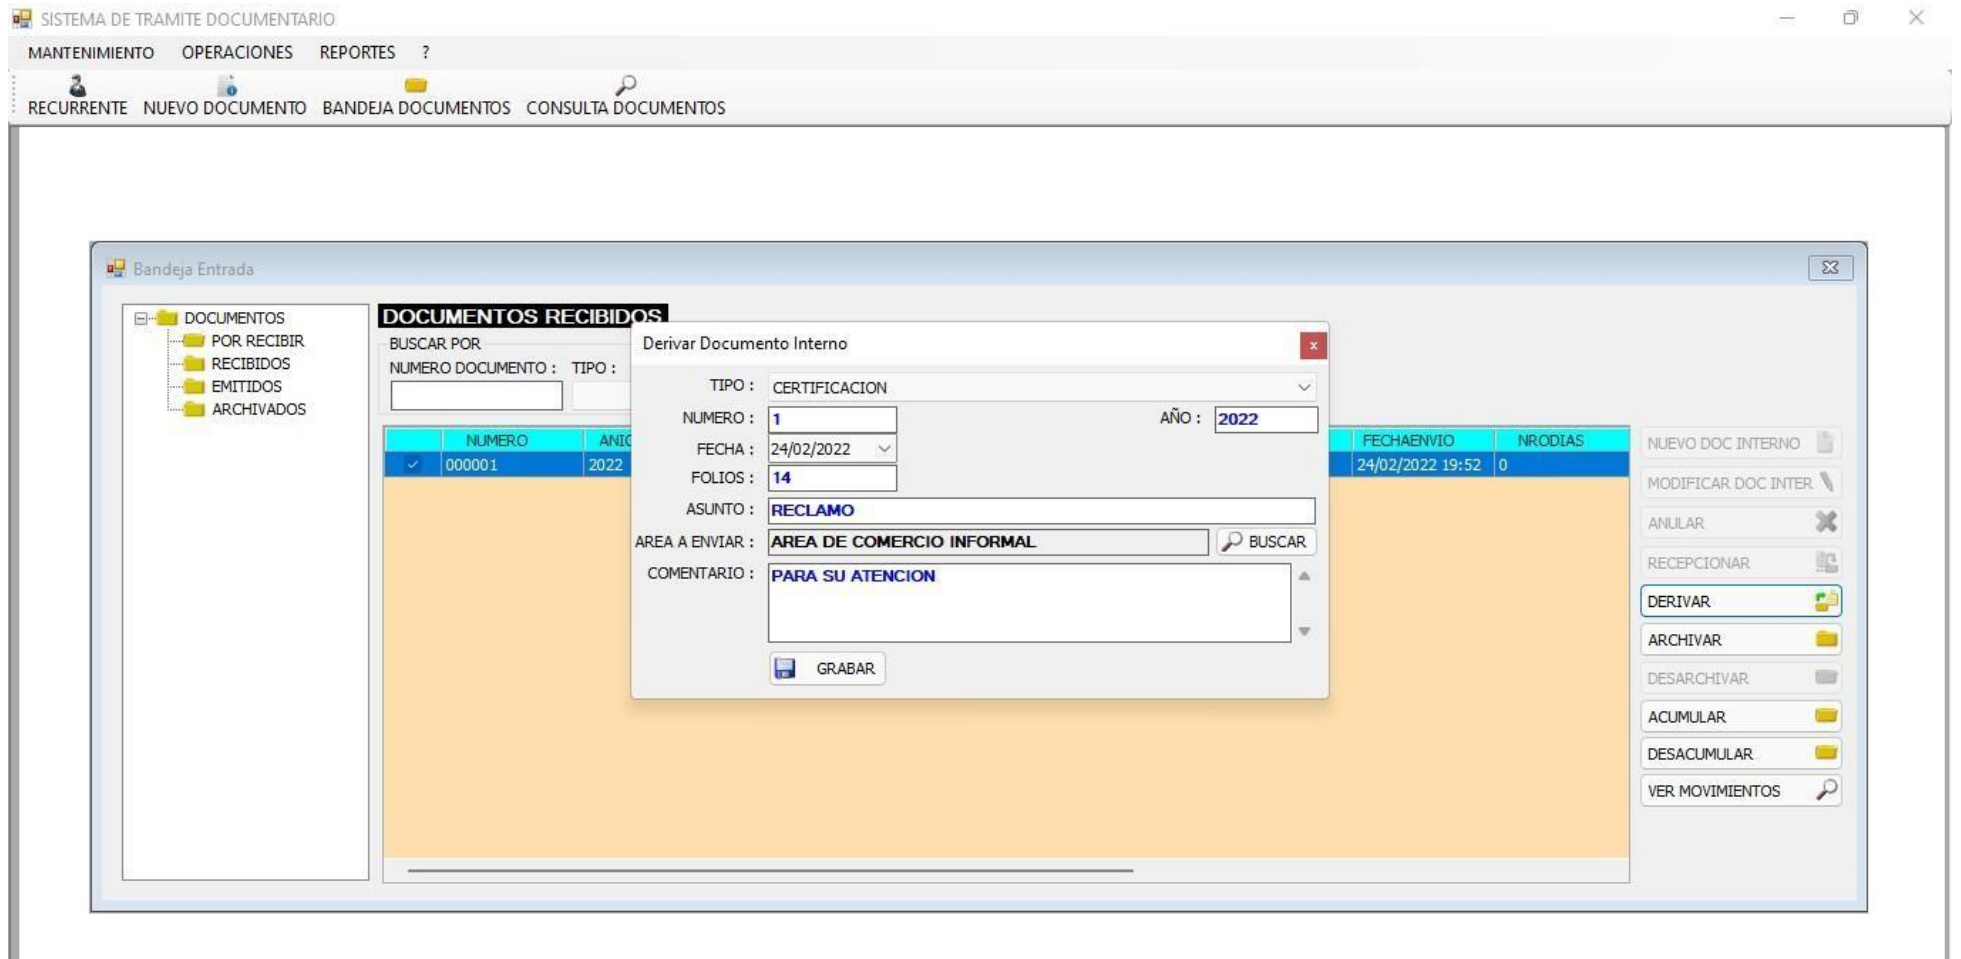 SISTEMA DE TRAMITE DOCUMENTARIO
MANTENIMIENTO OPERACIONES REPORTES ?
RECURRENTE NUEVO DOCUMENTO BANDEJA DOCUMENTOS CONSULTA DOCUMENTOS
Bandeja Entrada
DOCUMENTOS
POR RECIBIR
RECIBIDOS
EMITIDOS
ARCHIVADOS
DOCUMENTOS RECIBIDOS
BUSCAR POR
NUMERO DOCUMENTO : TIPO :
NUMERO FECHAENVIO NRODIAS
000001 2022 24/02/2022 19:52 0
Derivar Documento Interno
x
TIPO : CERTIFICACION
NUMERO : 1 AÑO : 2022
FECHA : 24/02/2022
FOLIOS : 14
ASUNTO : RECLAMO
AREA A ENVIAR : AREA DE COMERCIO INFORMAL BUSCAR
COMENTARIO : PARA SU ATENCION
GRABAR
NUEVO DOC INTERNO
MODIFICAR DOC INTER
ANULAR
RECEPCIONAR
DERIVAR
ARCHIVAR
DESARCHIVAR
ACUMULAR
DESACUMULAR
VER MOVIMIENTOS